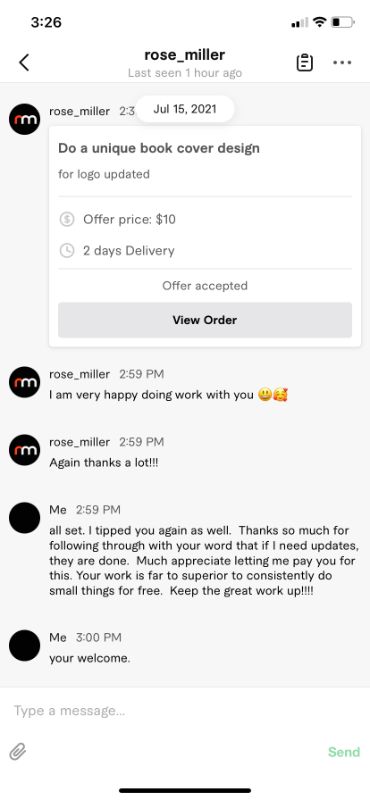 3:26
rose_miller
Last seen 1 hour ago
rm rose_miller 2:3
Jul 15, 2021
Do a unique book cover design
for logo updated
$ Offer price: $10
2 days Delivery
Offer accepted
View Order
rm rose_miller 2:59 PM
I am very happy doing work with you 😃🥰
rm rose_miller 2:59 PM
Again thanks a lot!!!
Me 2:59 PM
all set. I tipped you again as well. Thanks so much for
following through with your word that if I need updates,
they are done. Much appreciate letting me pay you for
this. Your work is far to superior to consistently do
small things for free. Keep the great work up!!!!
Me 3:00 PM
your welcome.
Type a message...
Send